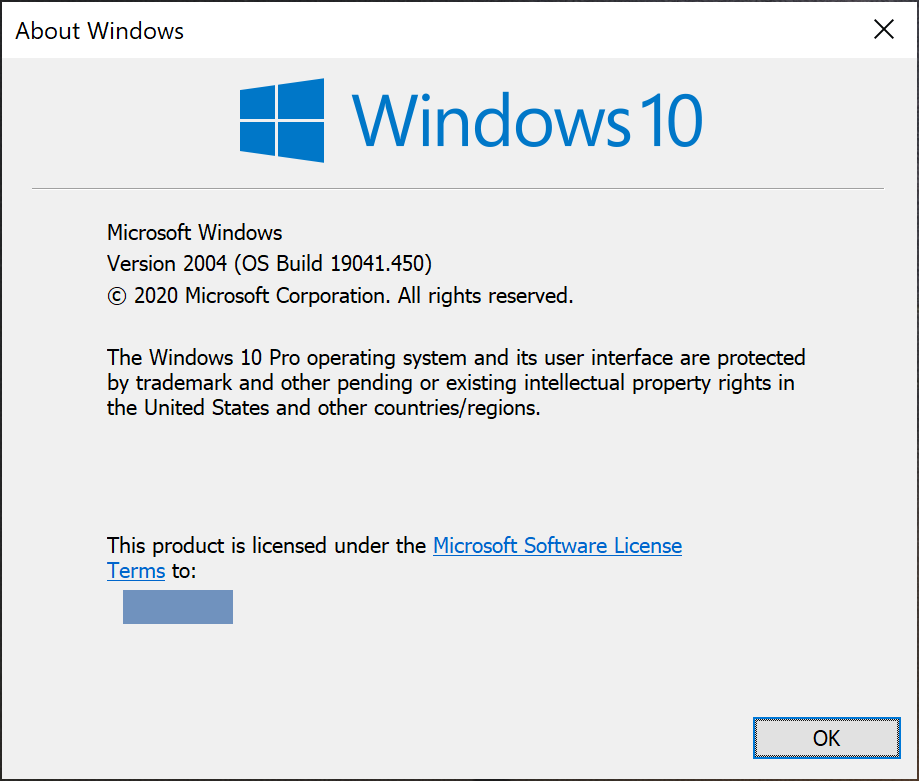 About Windows
Windows 10
Microsoft Windows
Version 2004 (OS Build 19041.450)
© 2020 Microsoft Corporation. All rights reserved.
The Windows 10 Pro operating system and its user interface are protected
by trademark and other pending or existing intellectual property rights in
the United States and other countries/regions.
This product is licensed under the Microsoft Software License
Terms to:
OK